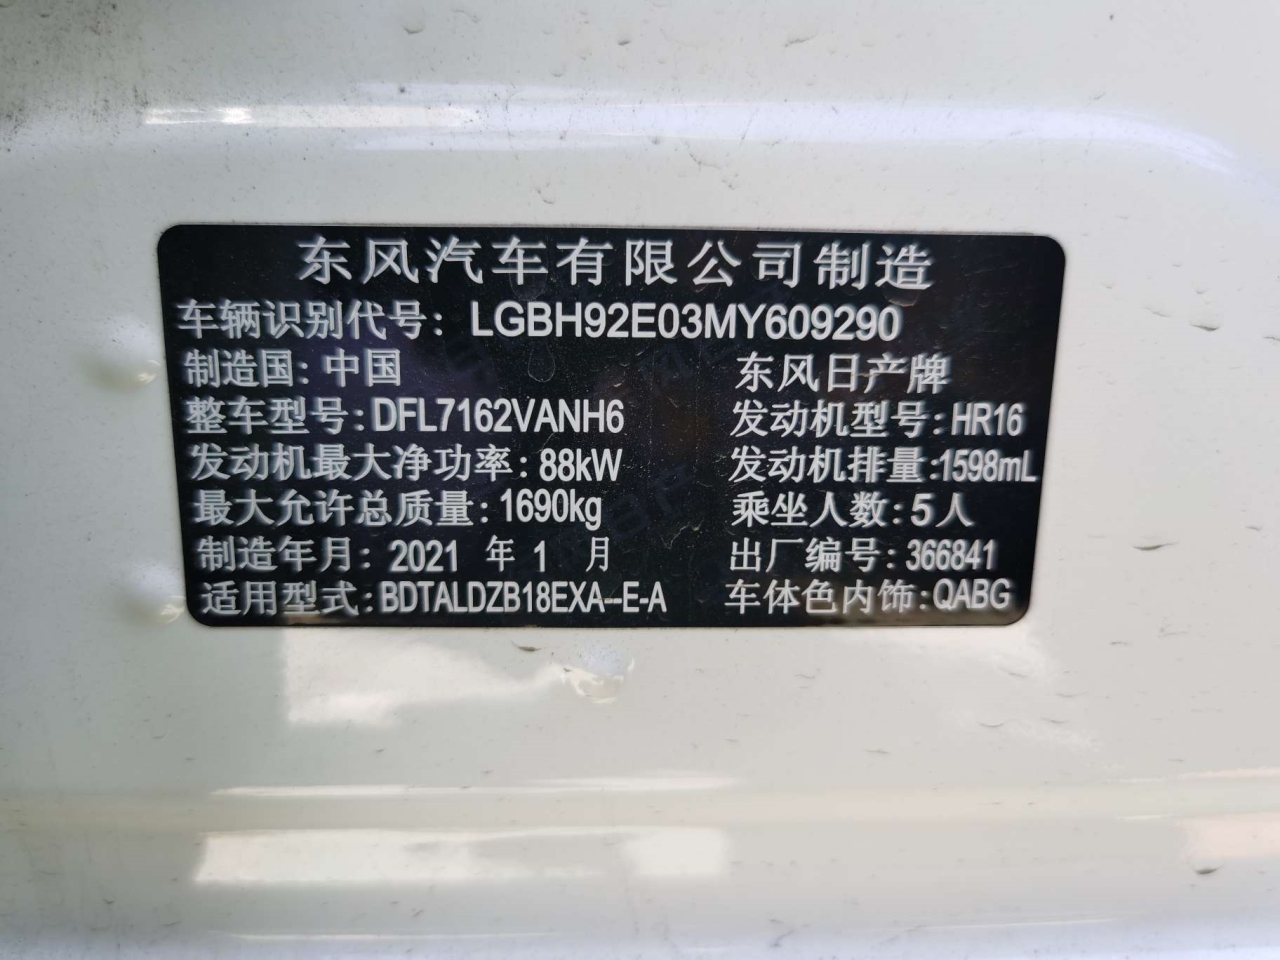 东风汽车有限公司制造
车辆识别代号: LGBH92E03MY609290
制造国: 中国 东风日产牌
整车型号: DFL7162VANH6 发动机型号: HR16
发动机最大净功率: 88kW 发动机排量: 1598mL
最大允许总质量: 1690kg 乘坐人数: 5人
制造年月: 2021 年 1 月 出厂编号: 366841
适用型式: BDTALDZB18EXA--E-A 车体色内饰: QABG